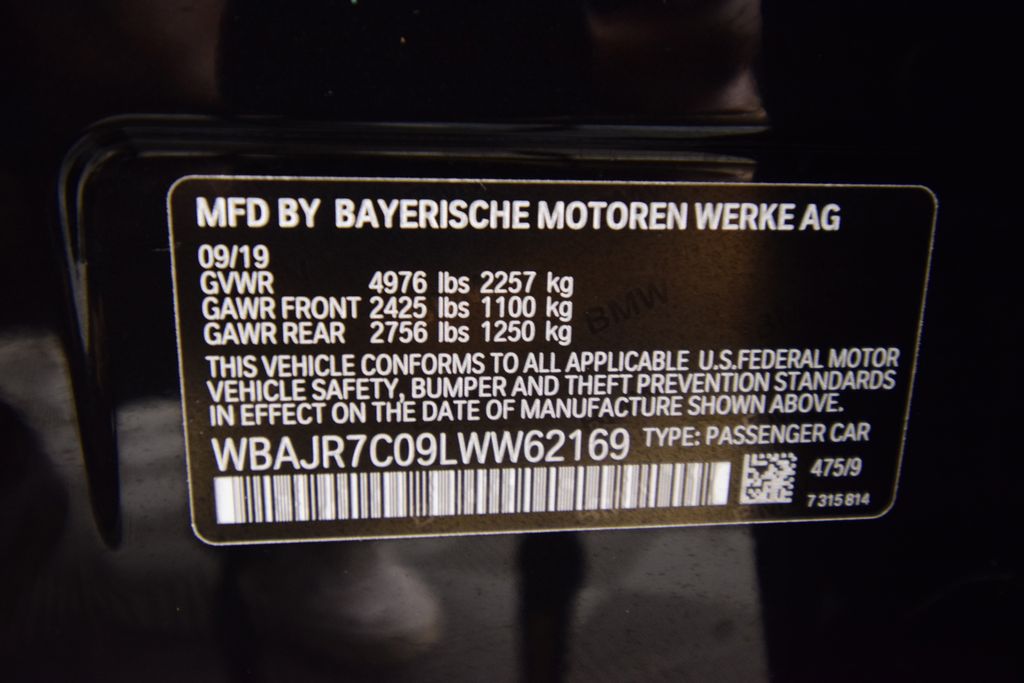 MFD BY BAYERISCHE MOTOREN WERKE AG
09/19
GVWR 4976 lbs 2257 kg
GAWR FRONT 2425 lbs 1100 kg
GAWR REAR 2756 lbs 1250 kg
BMW
THIS VEHICLE CONFORMS TO ALL APPLICABLE U.S.FEDERAL MOTOR
VEHICLE SAFETY, BUMPER AND THEFT PREVENTION STANDARDS
IN EFFECT ON THE DATE OF MANUFACTURE SHOWN ABOVE.
WBAJR7C09LWW62169 TYPE: PASSENGER CAR
475/9
7 315 814